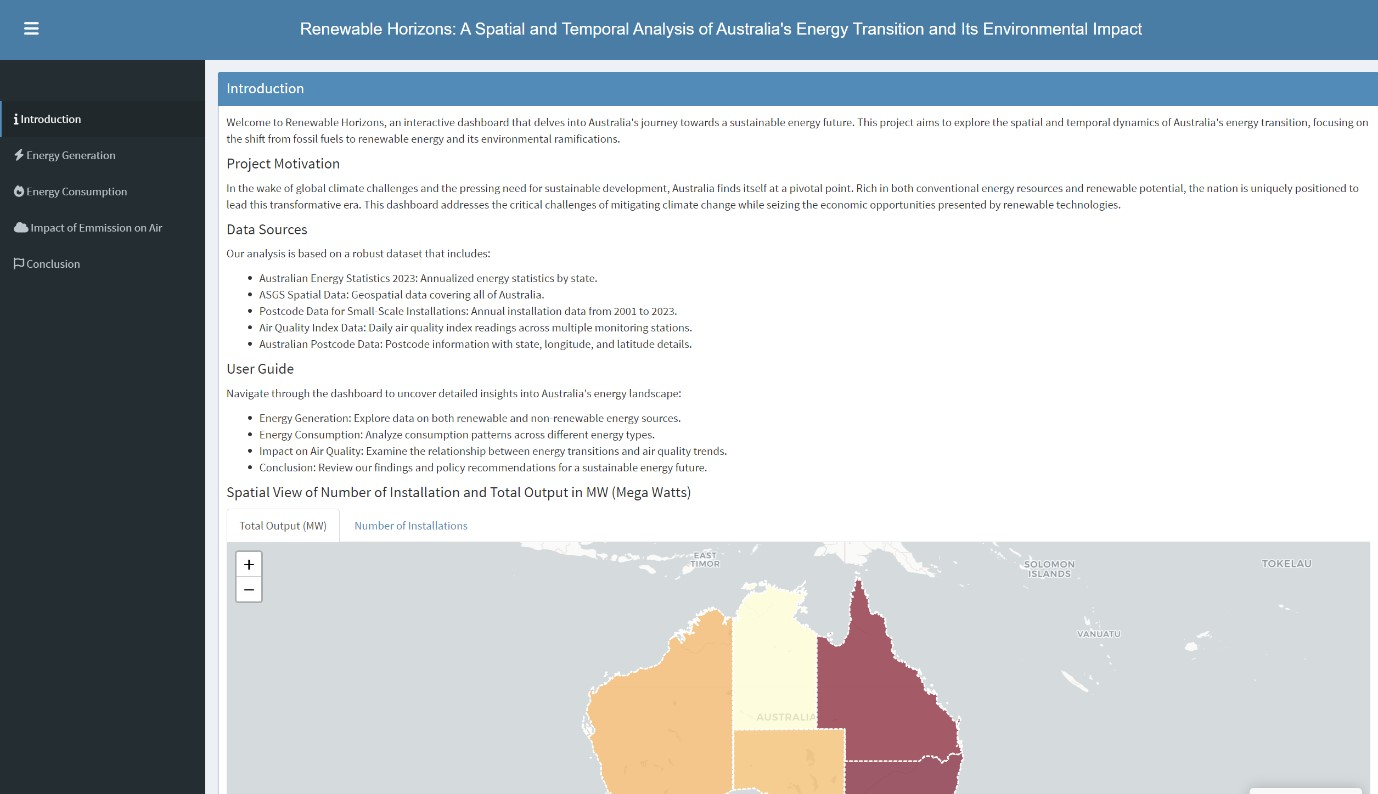 Renewable Horizons: A Spatial and Temporal Analysis of Australia's Energy Transition and Its Environmental Impact
Introduction
Energy Generation
Energy Consumption
Impact of Emmission on Air
Conclusion
Introduction
Welcome to Renewable Horizons, an interactive dashboard that delves into Australia's journey towards a sustainable energy future. This project aims to explore the spatial and temporal dynamics of Australia's energy transition, focusing on
the shift from fossil fuels to renewable energy and its environmental ramifications.
Project Motivation
In the wake of global climate challenges and the pressing need for sustainable development, Australia finds itself at a pivotal point. Rich in both conventional energy resources and renewable potential, the nation is uniquely positioned to
lead this transformative era. This dashboard addresses the critical challenges of mitigating climate change while seizing the economic opportunities presented by renewable technologies.
Data Sources
Our analysis is based on a robust dataset that includes:
• Australian Energy Statistics 2023: Annualized energy statistics by state.
• ASGS Spatial Data: Geospatial data covering all of Australia.
• Postcode Data for Small-Scale Installations: Annual installation data from 2001 to 2023.
• Air Quality Index Data: Daily air quality index readings across multiple monitoring stations.
• Australian Postcode Data: Postcode information with state, longitude, and latitude details.
User Guide
Navigate through the dashboard to uncover detailed insights into Australia's energy landscape:
• Energy Generation: Explore data on both renewable and non-renewable energy sources.
• Energy Consumption: Analyze consumption patterns across different energy types.
• Impact on Air Quality: Examine the relationship between energy transitions and air quality trends.
• Conclusion: Review our findings and policy recommendations for a sustainable energy future.
Spatial View of Number of Installation and Total Output in MW (Mega Watts)
Total Output (MW)
Number of Installations
+
−
EAST
TIMOR
SOLOMON
ISLANDS
TOKELAU
VANUATU
AUSTRALIA